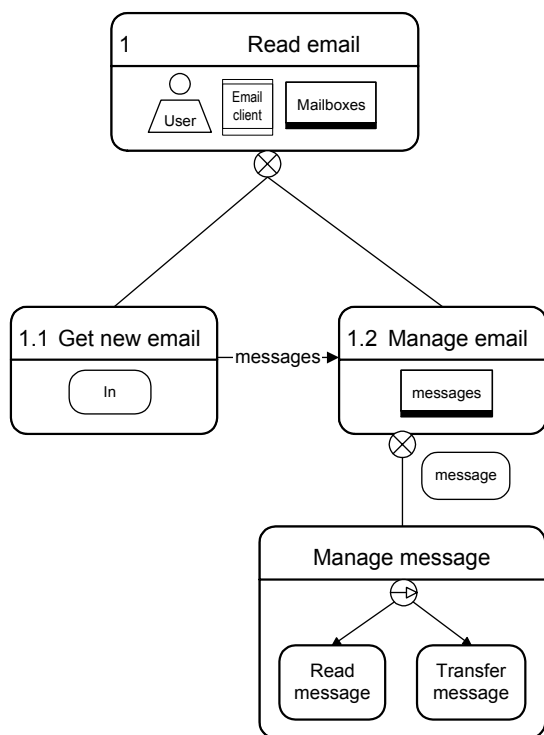 1 Read email
User
Email
client
Mailboxes
1.1 Get new email
In
messages
1.2 Manage email
messages
message
Manage message
Read
message
Transfer
message